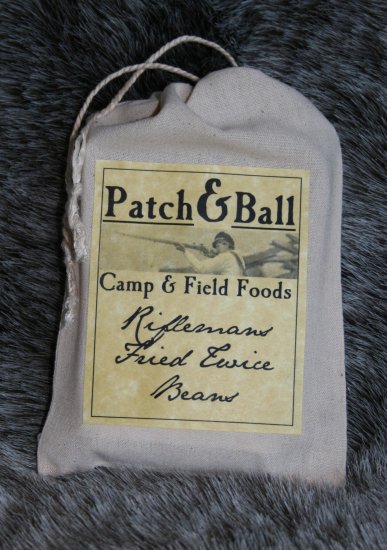 Patch & Ball
Camp & Field Foods
Riflemans
Fried Twice
Beans